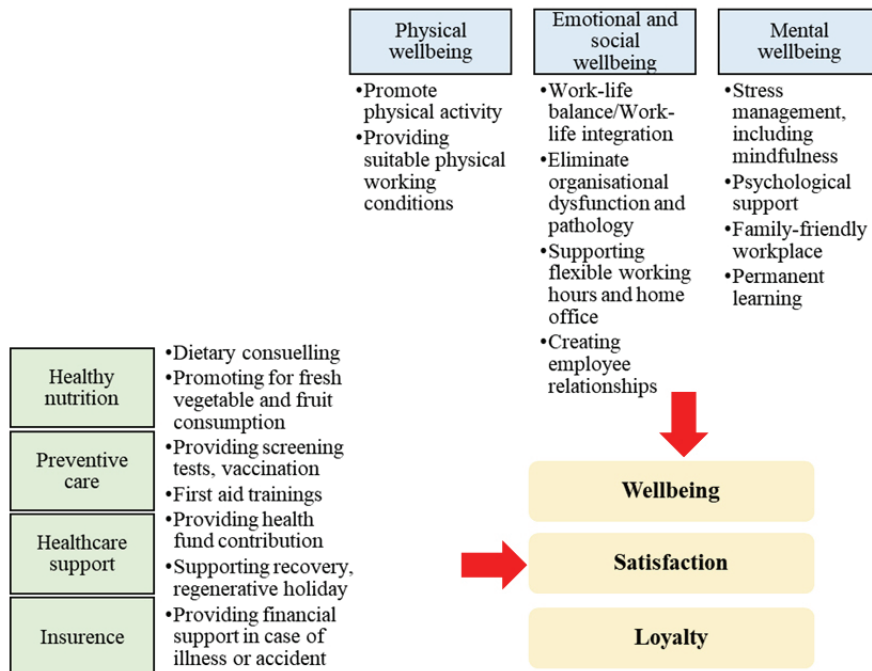 Physical
wellbeing
•Promote
physical activity
•Providing
suitable physical
working
conditions
Emotional and
social
wellbeing
•Work-life
balance/Work-
life integration
•Eliminate
organisational
dysfunction and
pathology
•Supporting
flexible working
hours and home
office
•Creating
employee
relationships
Mental
wellbeing
•Stress
management,
including
mindfulness
•Psychological
support
•Family-friendly
workplace
•Permanent
learning
Healthy
nutrition
•Dietary consuelling
•Promoting for fresh
vegetable and fruit
consumption
Preventive
care
•Providing screening
tests, vaccination
•First aid trainings
Healthcare
support
•Providing health
fund contribution
•Supporting recovery,
regenerative holiday
Insurence
•Providing financial
support in case of
illness or accident
Wellbeing
Satisfaction
Loyalty